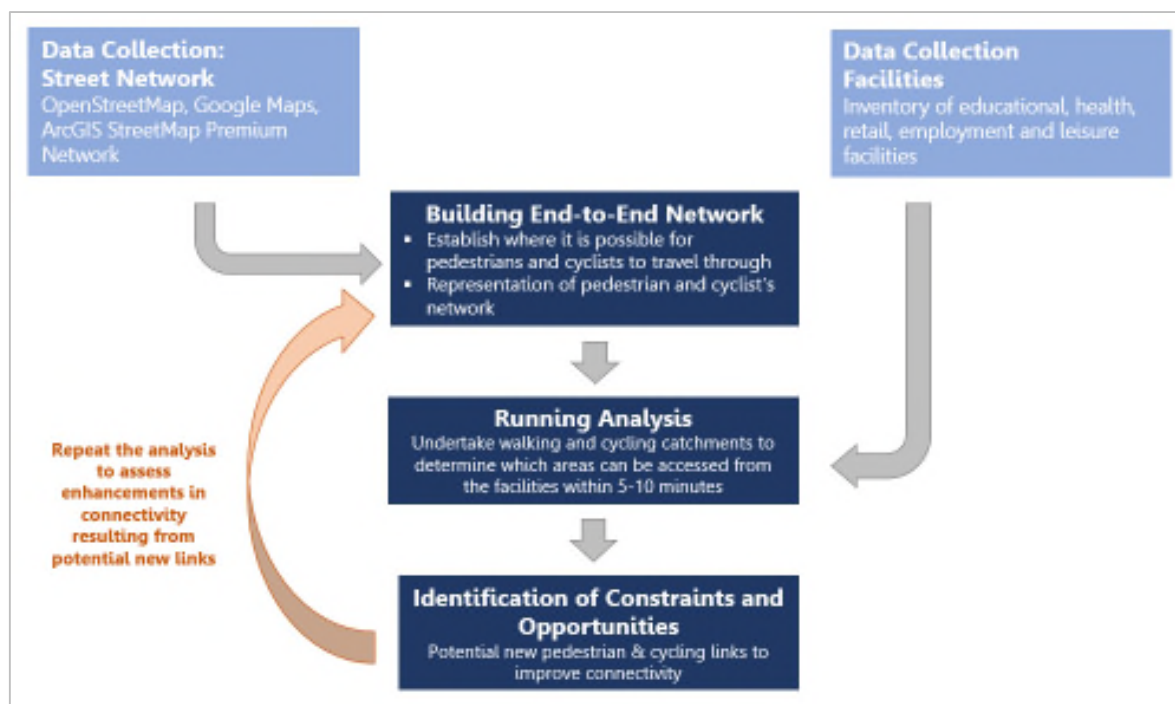 Data Collection:
Street Network
OpenStreetMap, Google Maps,
ArcGIS StreetMap Premium
Network
Data Collection
Facilities
Inventory of educational, health,
retail, employment and leisure
facilities
Building End-to-End Network
▪ Establish where it is possible for
pedestrians and cyclists to travel through
▪ Representation of pedestrian and cyclist's
network
Running Analysis
Undertake walking and cycling catchments to
determine which areas can be accessed from
the facilities within 5-10 minutes
Repeat the analysis
to assess
enhancements in
connectivity
resulting from
potential new links
Identification of Constraints and
Opportunities
Potential new pedestrian & cycling links to
improve connectivity